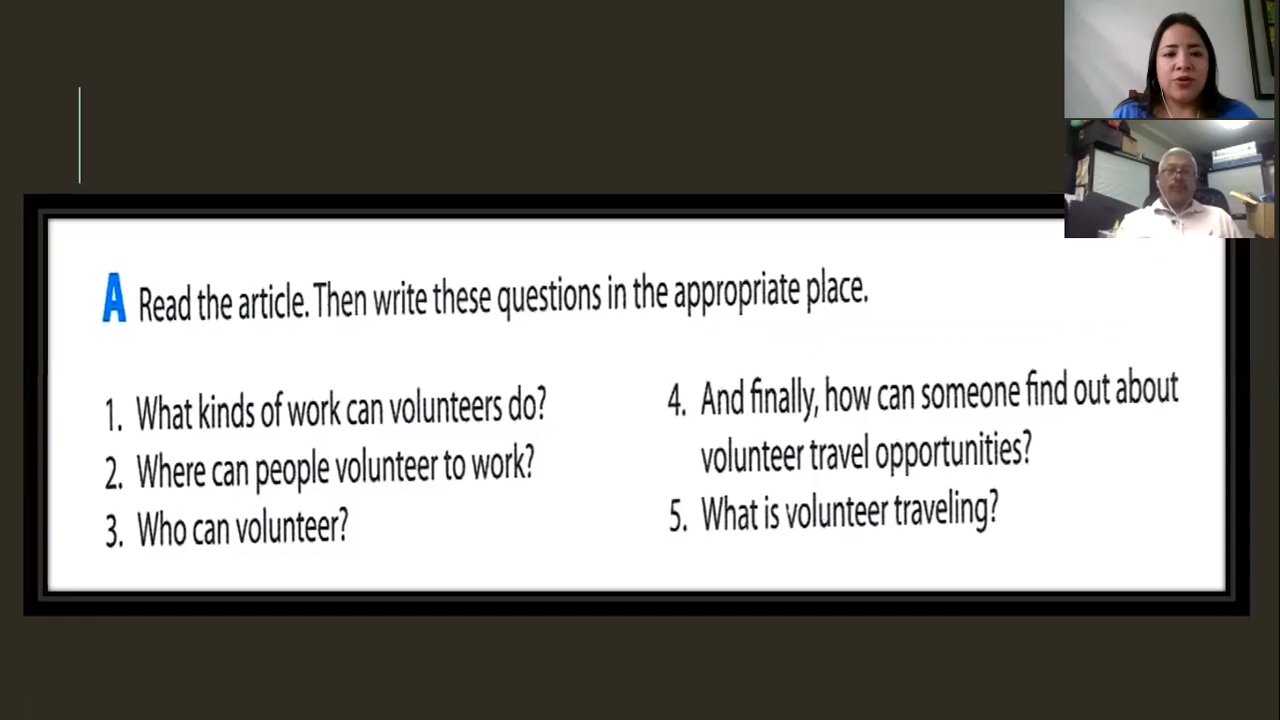 A Read the article. Then write these questions in the appropriate place.
1. What kinds of work can volunteers do?
2. Where can people volunteer to work?
3. Who can volunteer?
4. And finally, how can someone find out about
volunteer travel opportunities?
5. What is volunteer traveling?